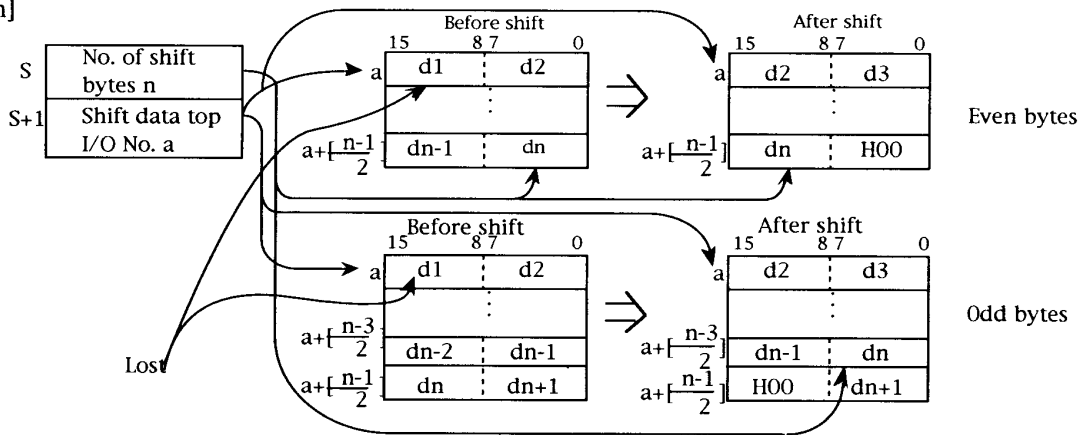 n]
Before shift
After shift
15 8 7 0
15 8 7 0
S
No. of shift
bytes n
S+1
Shift data top
I/O No. a
a
d1 d2
a
d2 d3
Even bytes
a+[n-1/2]
dn-1 dn
a+[n-1/2]
dn H00
Before shift
After shift
15 8 7 0
15 8 7 0
a
d1 d2
a
d2 d3
Odd bytes
a+[n-3/2]
dn-2 dn-1
a+[n-3/2]
dn-1 dn
Lost
a+[n-1/2]
dn dn+1
a+[n-1/2]
H00 dn+1